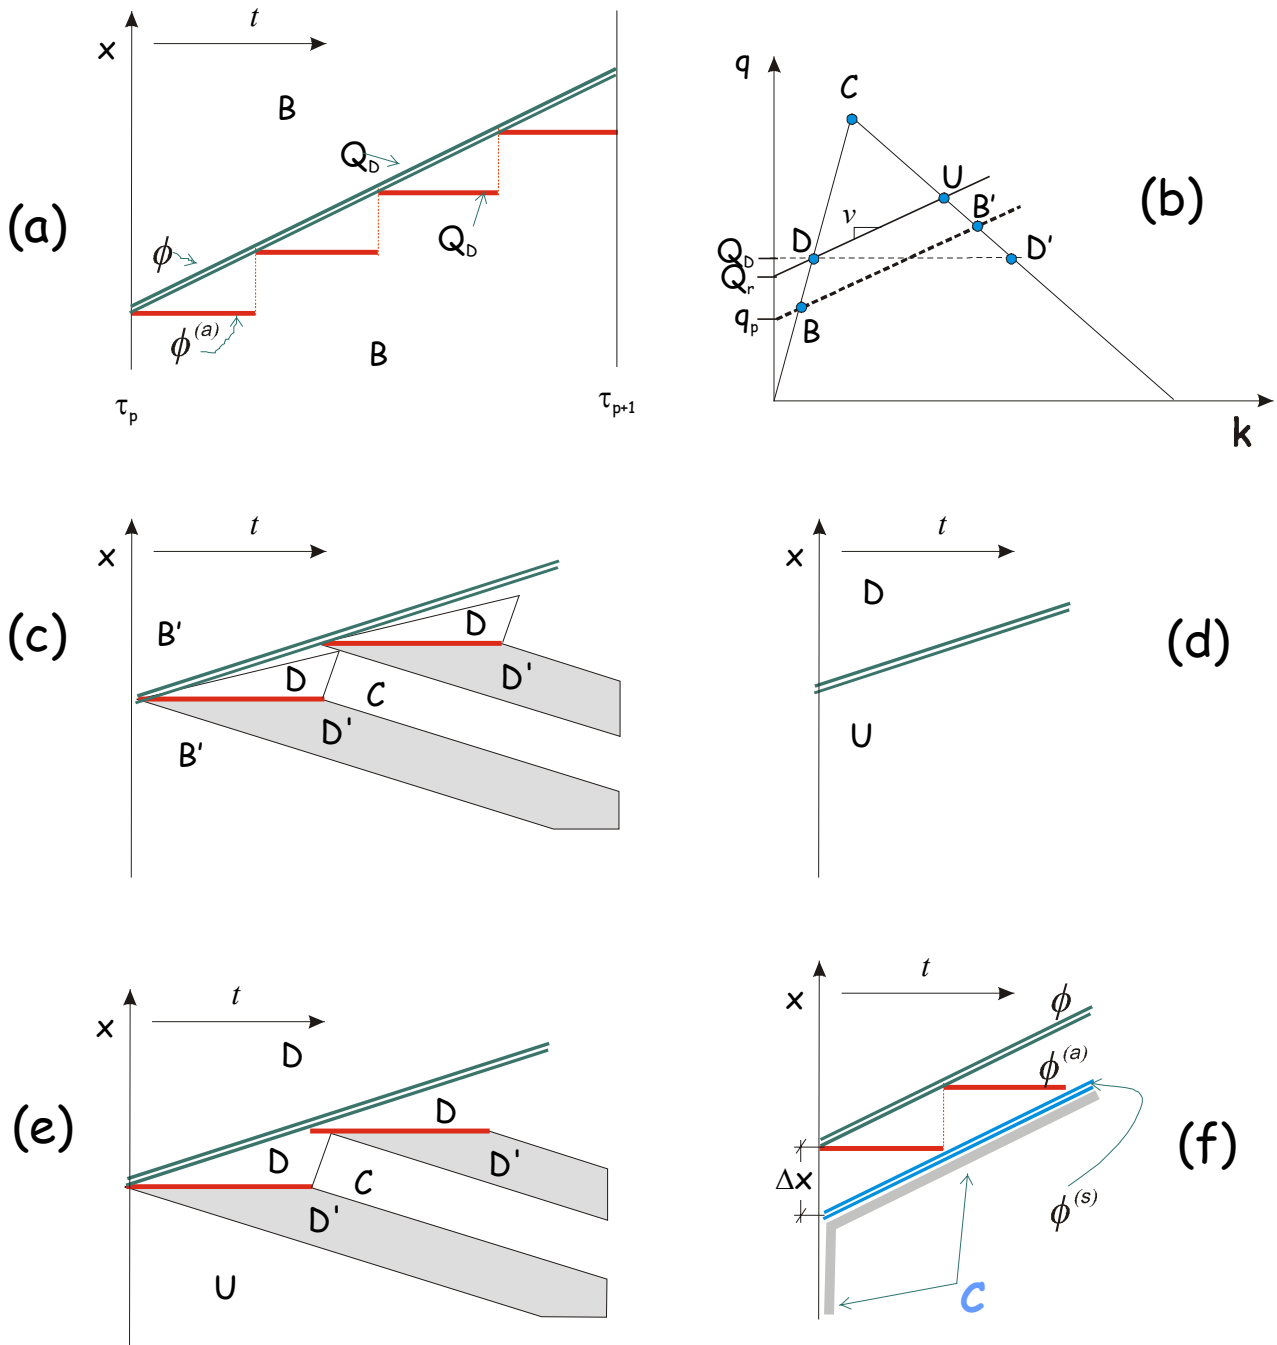 (a)
x
t
B
Q_D
ϕ
Q_D
ϕ^(a)
B
τ_p
τ_p+1
(b)
q
C
U
v
B'
D
D'
Q_D
Q_r
q_p
B
k
(c)
x
t
B'
D
D
D'
C
D'
B'
(d)
x
t
D
U
(e)
x
t
D
D
D
D'
C
D'
U
(f)
x
t
ϕ
ϕ^(a)
Δx
ϕ^(s)
C